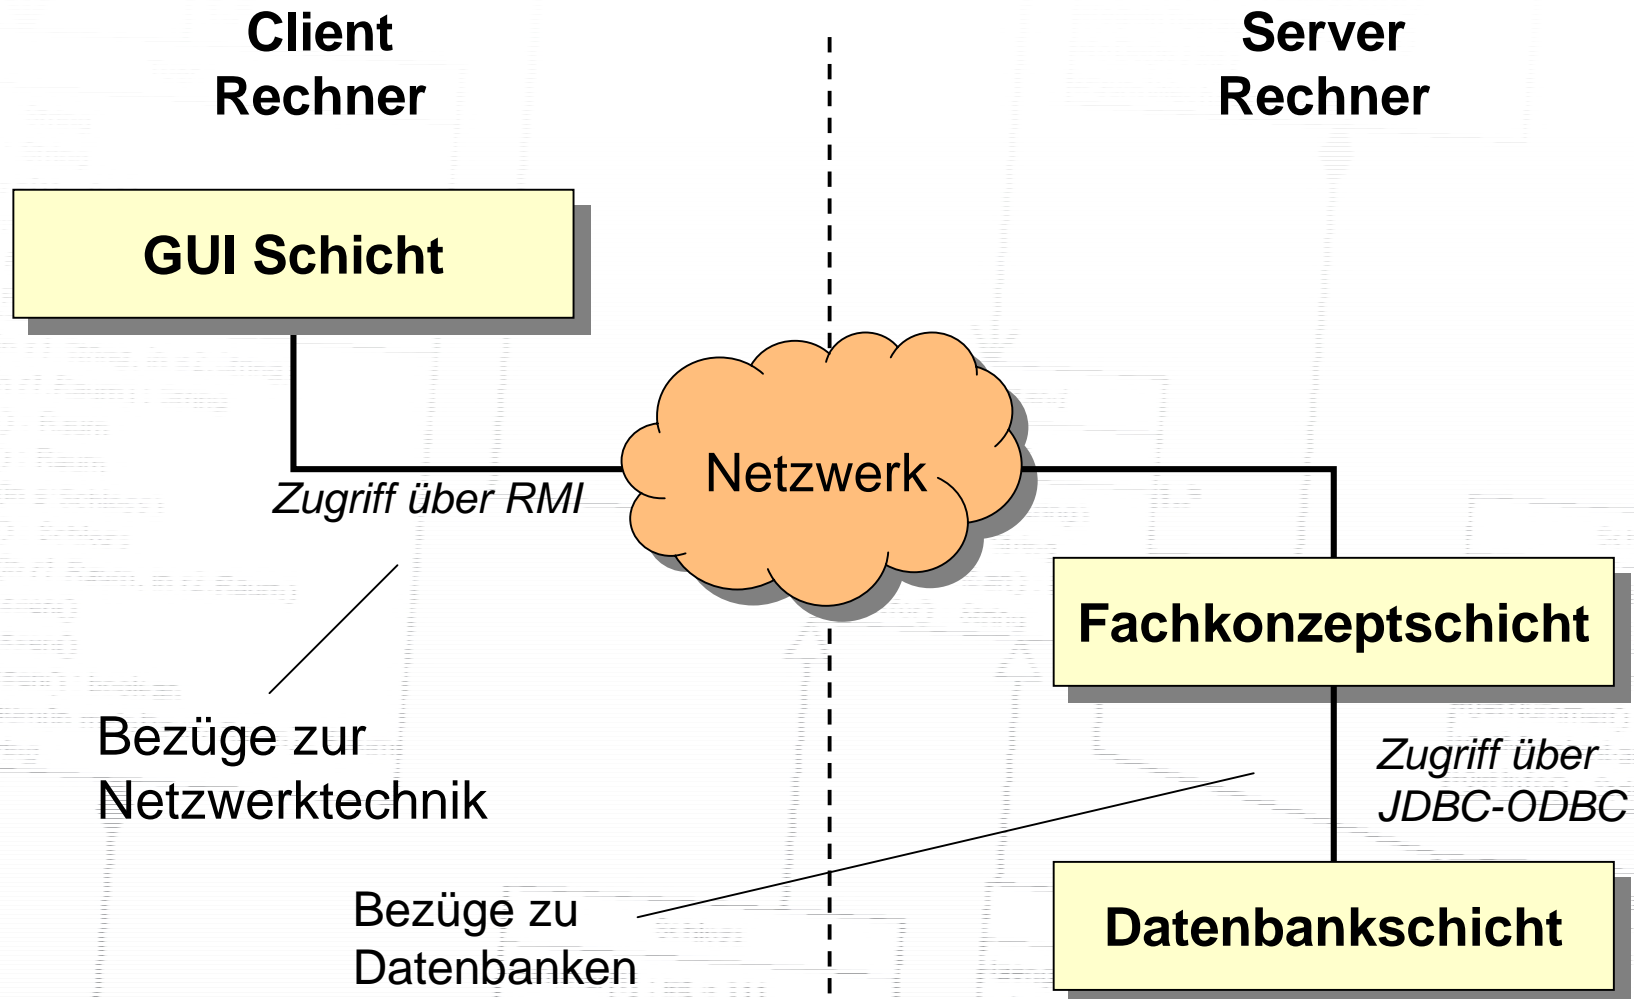 Client
Rechner
Server
Rechner
GUI Schicht
Netzwerk
Zugriff über RMI
Fachkonzeptschicht
Bezüge zur
Netzwerktechnik
Zugriff über
JDBC-ODBC
Bezüge zu
Datenbanken
Datenbankschicht